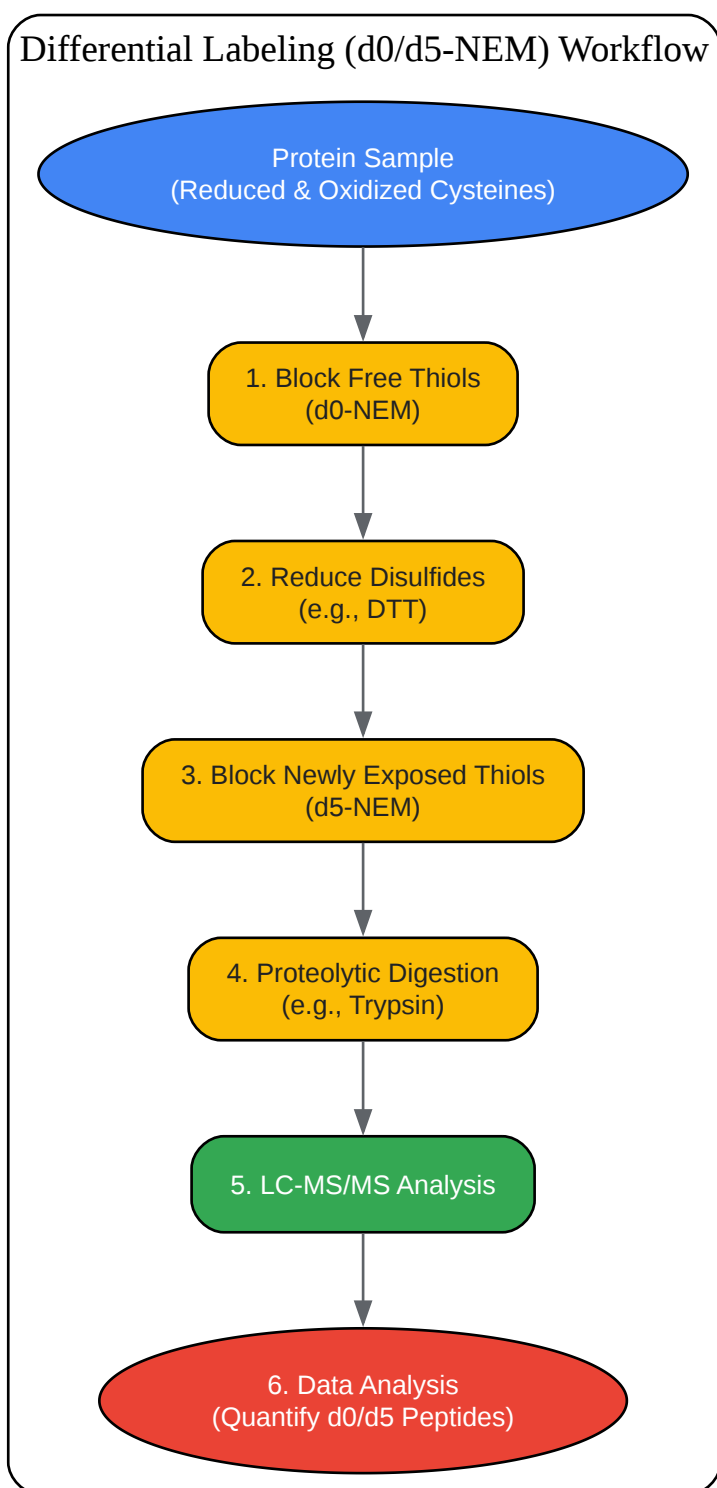 Differential Labeling (d0/d5-NEM) Workflow
Protein Sample
(Reduced & Oxidized Cysteines)
1. Block Free Thiols
(d0-NEM)
2. Reduce Disulfides
(e.g., DTT)
3. Block Newly Exposed Thiols
(d5-NEM)
4. Proteolytic Digestion
(e.g., Trypsin)
5. LC-MS/MS Analysis
6. Data Analysis
(Quantify d0/d5 Peptides)